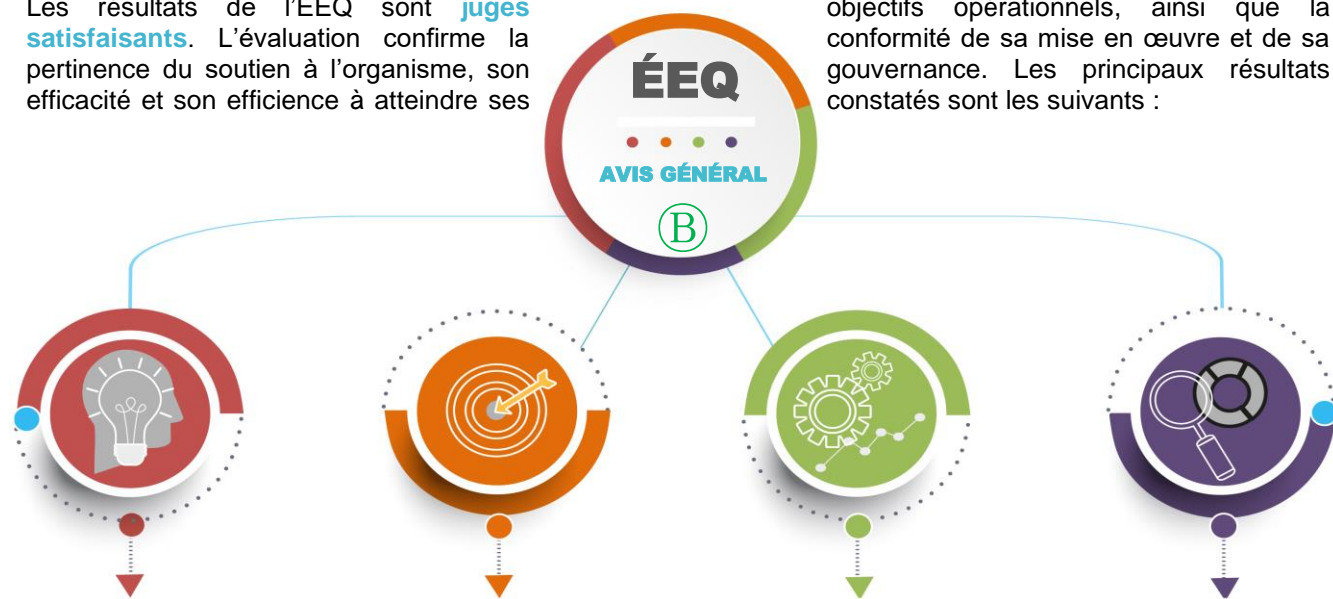 Les résultats de l'ÉEQ sont jugés
satisfaisants. L'évaluation confirme la
pertinence du soutien à l'organisme, son
efficacité et son efficience à atteindre ses
objectifs opérationnels, ainsi que la
conformité de sa mise en œuvre et de sa
gouvernance. Les principaux résultats
constatés sont les suivants :
ÉEQ
AVIS GÉNÉRAL
Ⓑ